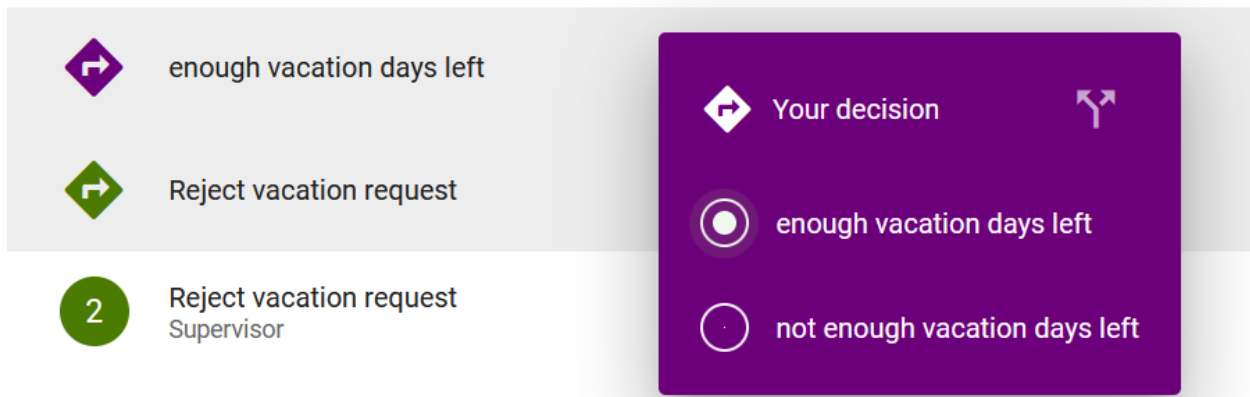 enough vacation days left
Reject vacation request
2
Reject vacation request
Supervisor
Your decision
enough vacation days left
not enough vacation days left